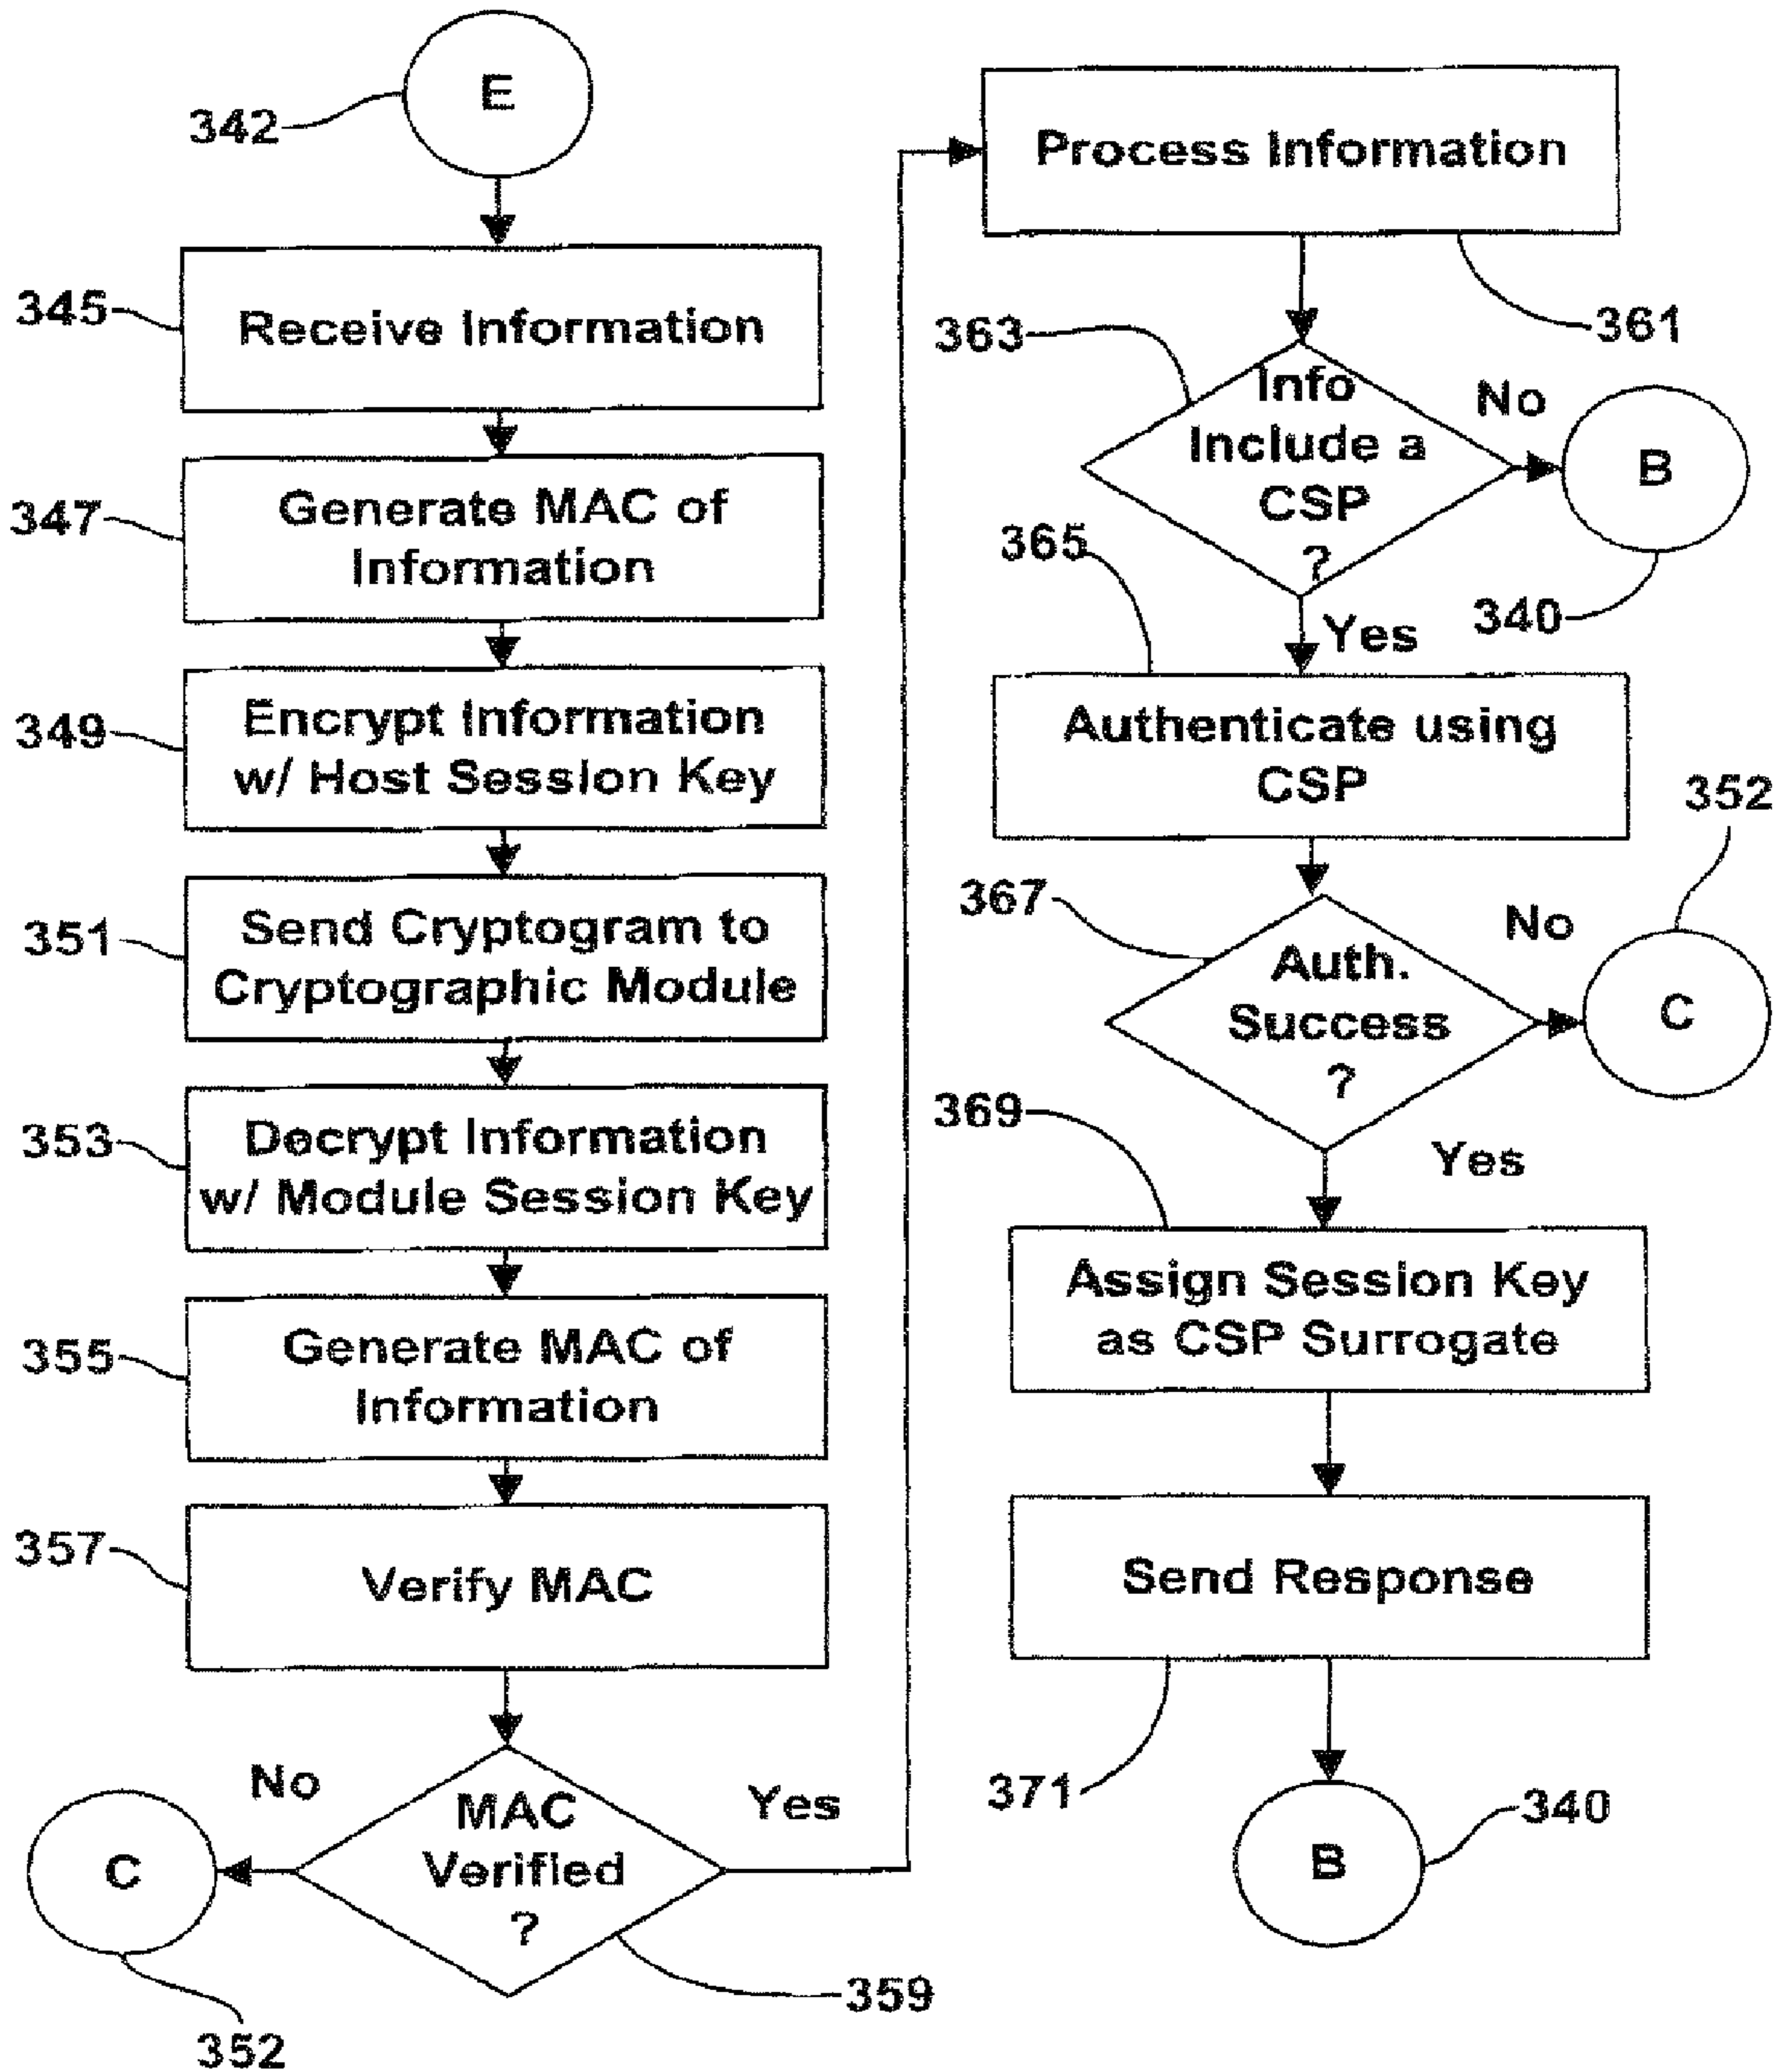 E
342
345
Receive Information
347
Generate MAC of
Information
349
Encrypt Information
w/ Host Session Key
351
Send Cryptogram to
Cryptographic Module
353
Decrypt Information
w/ Module Session Key
355
Generate MAC of
Information
357
Verify MAC
No
MAC
Verified
?
Yes
C
352
359
Process Information
361
363
Info
Include a
CSP
?
No
B
340
Yes
365
Authenticate using
CSP
352
367
Auth.
Success
?
No
C
Yes
369
Assign Session Key
as CSP Surrogate
Send Response
371
B
340